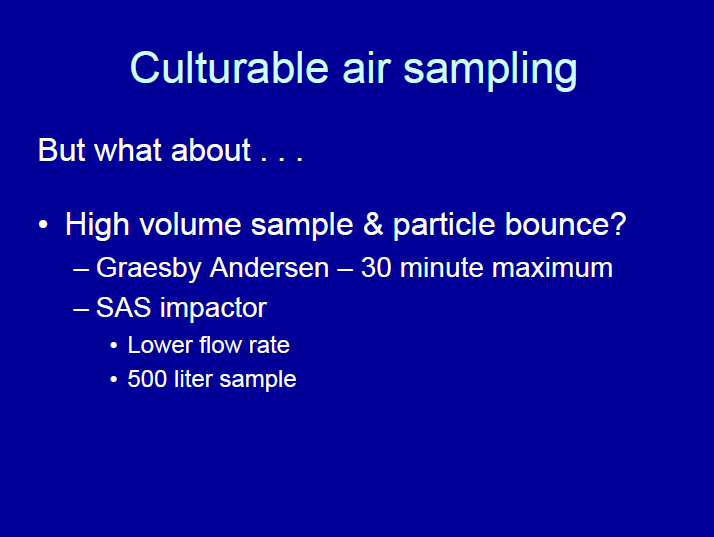 Culturable air sampling
But what about . . .
• High volume sample & particle bounce?
– Graesby Andersen – 30 minute maximum
– SAS impactor
• Lower flow rate
• 500 liter sample